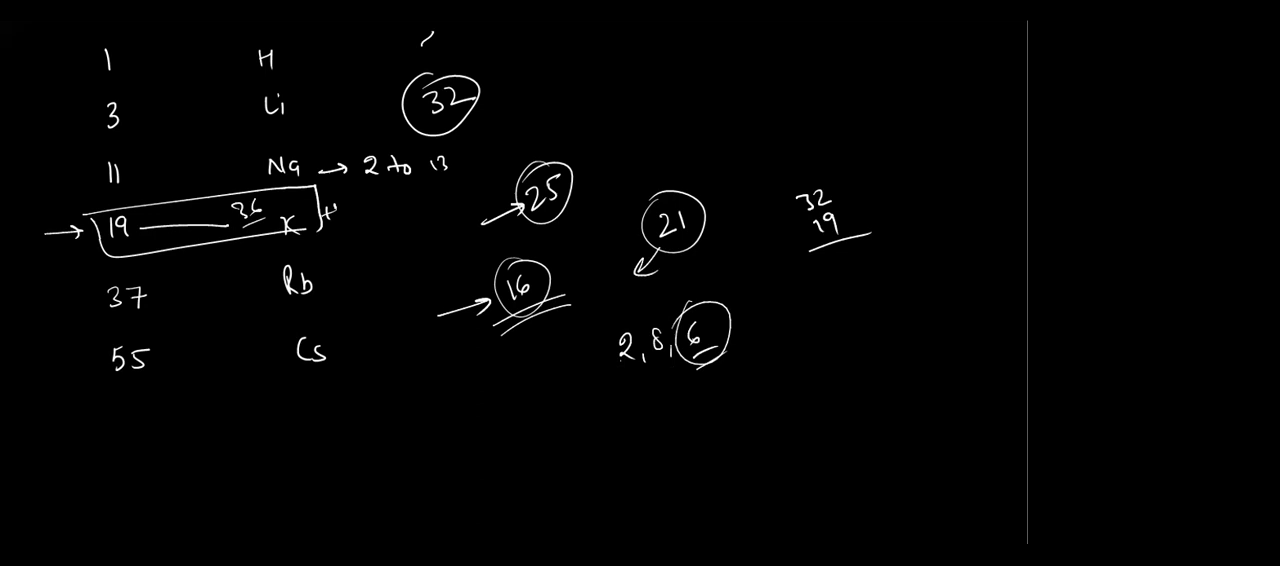 1 H
3 Li 32
11 Na → 2 to 13
25
19 — 36 K +1
21
32
19
37 Rb
16
55 Cs
2, 8, 6